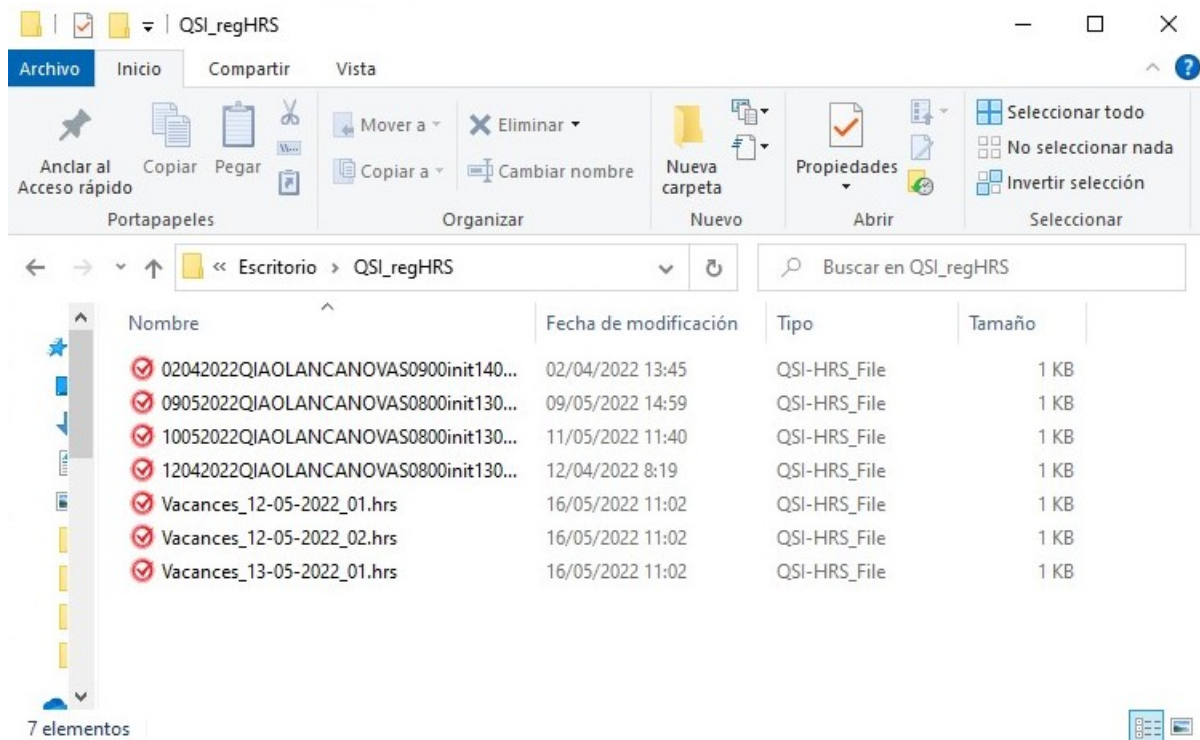 QSI_regHRS
Archivo Inicio Compartir Vista
Anclar al Acceso rápido
Copiar
Pegar
Mover a
Copiar a
Eliminar
Cambiar nombre
Nueva carpeta
Propiedades
Seleccionar todo
No seleccionar nada
Invertir selección
Portapapeles Organizar Nuevo Abrir Seleccionar
« Escritorio › QSI_regHRS
Buscar en QSI_regHRS
Nombre Fecha de modificación Tipo Tamaño
02042022QIAOLANCANOVAS0900init140... 02/04/2022 13:45 QSI-HRS_File 1 KB
09052022QIAOLANCANOVAS0800init130... 09/05/2022 14:59 QSI-HRS_File 1 KB
10052022QIAOLANCANOVAS0800init130... 11/05/2022 11:40 QSI-HRS_File 1 KB
12042022QIAOLANCANOVAS0800init130... 12/04/2022 8:19 QSI-HRS_File 1 KB
Vacances_12-05-2022_01.hrs 16/05/2022 11:02 QSI-HRS_File 1 KB
Vacances_12-05-2022_02.hrs 16/05/2022 11:02 QSI-HRS_File 1 KB
Vacances_13-05-2022_01.hrs 16/05/2022 11:02 QSI-HRS_File 1 KB
7 elementos